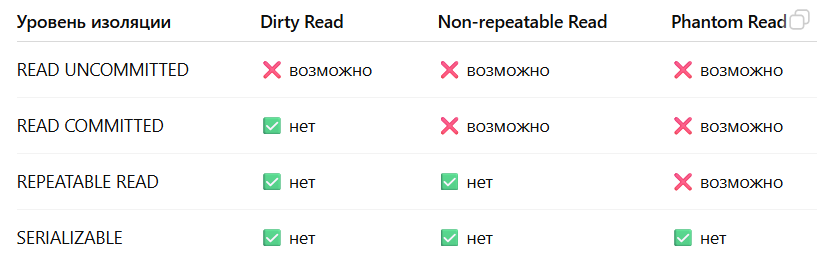 Уровень изоляции Dirty Read Non-repeatable Read Phantom Read
READ UNCOMMITTED ❌ возможно ❌ возможно ❌ возможно
READ COMMITTED ✅ нет ❌ возможно ❌ возможно
REPEATABLE READ ✅ нет ✅ нет ❌ возможно
SERIALIZABLE ✅ нет ✅ нет ✅ нет